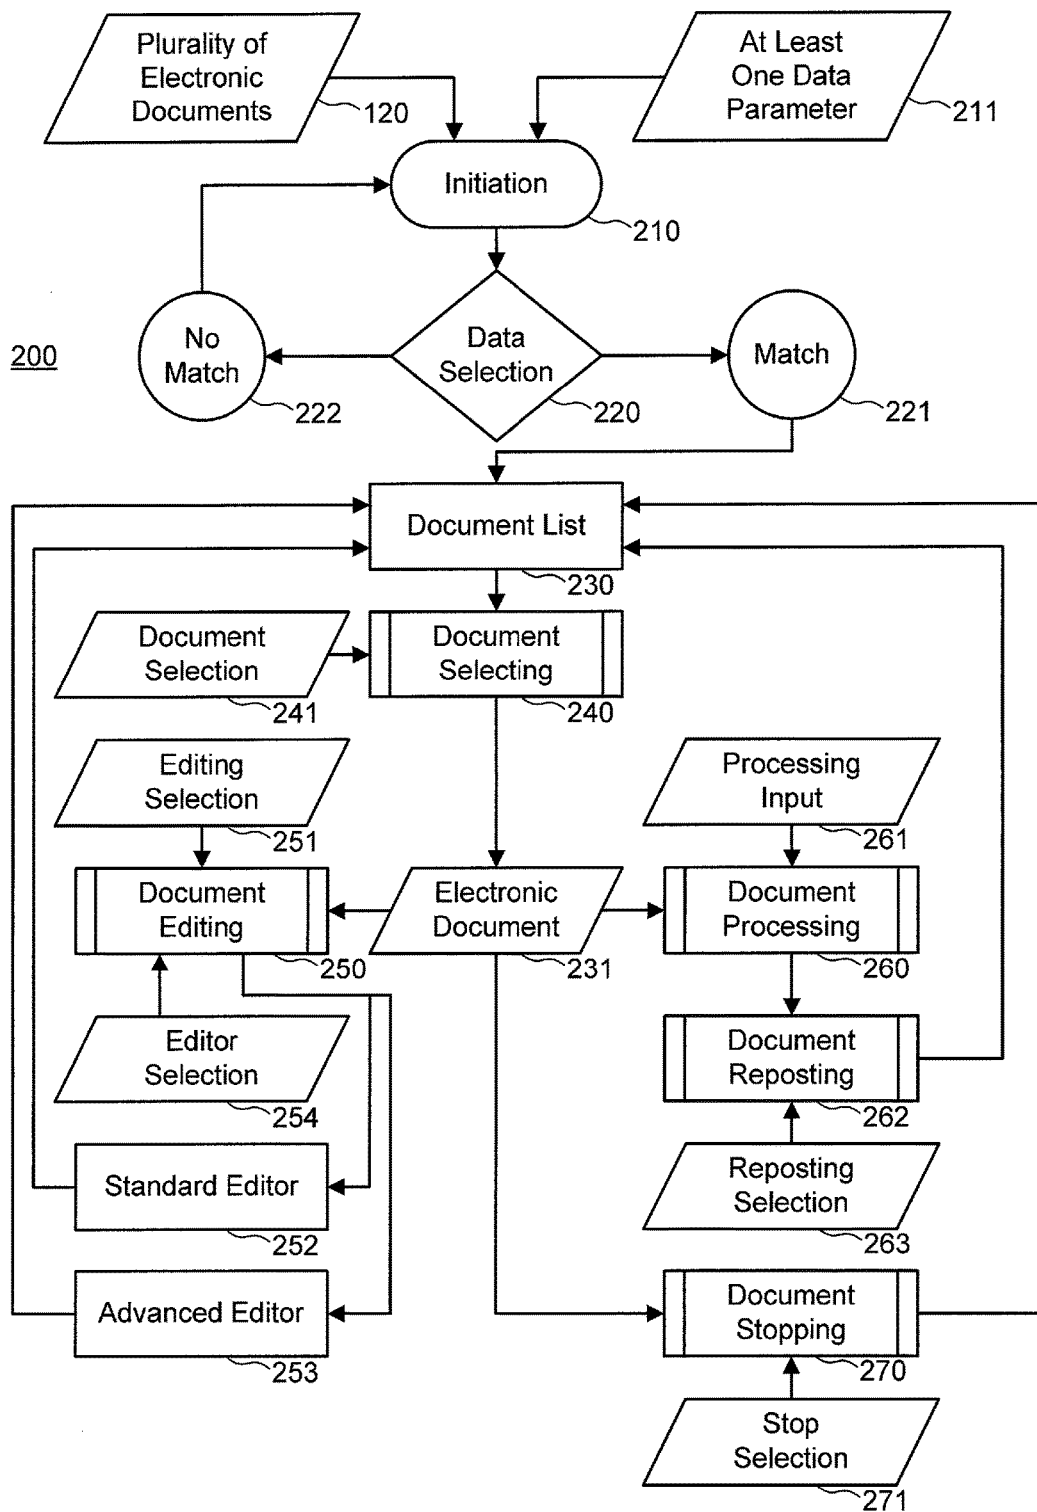 Plurality of
Electronic
Documents
120
At Least
One Data
Parameter
211
Initiation
210
200
No
Match
222
Data
Selection
220
Match
221
Document List
230
Document
Selection
241
Document
Selecting
240
Editing
Selection
251
Processing
Input
261
Document
Editing
250
Electronic
Document
231
Document
Processing
260
Editor
Selection
254
Document
Reposting
262
Standard Editor
252
Reposting
Selection
263
Advanced Editor
253
Document
Stopping
270
Stop
Selection
271